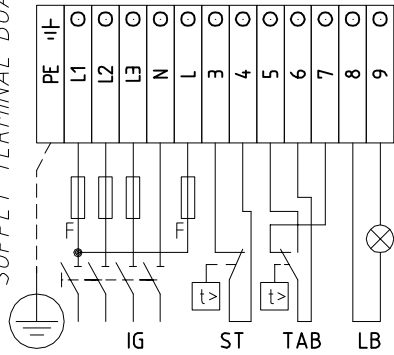 SUPPLY TERMINAL BOA
PE L1 L2 L3 N L 3 4 5 6 7 8 9
F F
t> t>
IG ST TAB LB